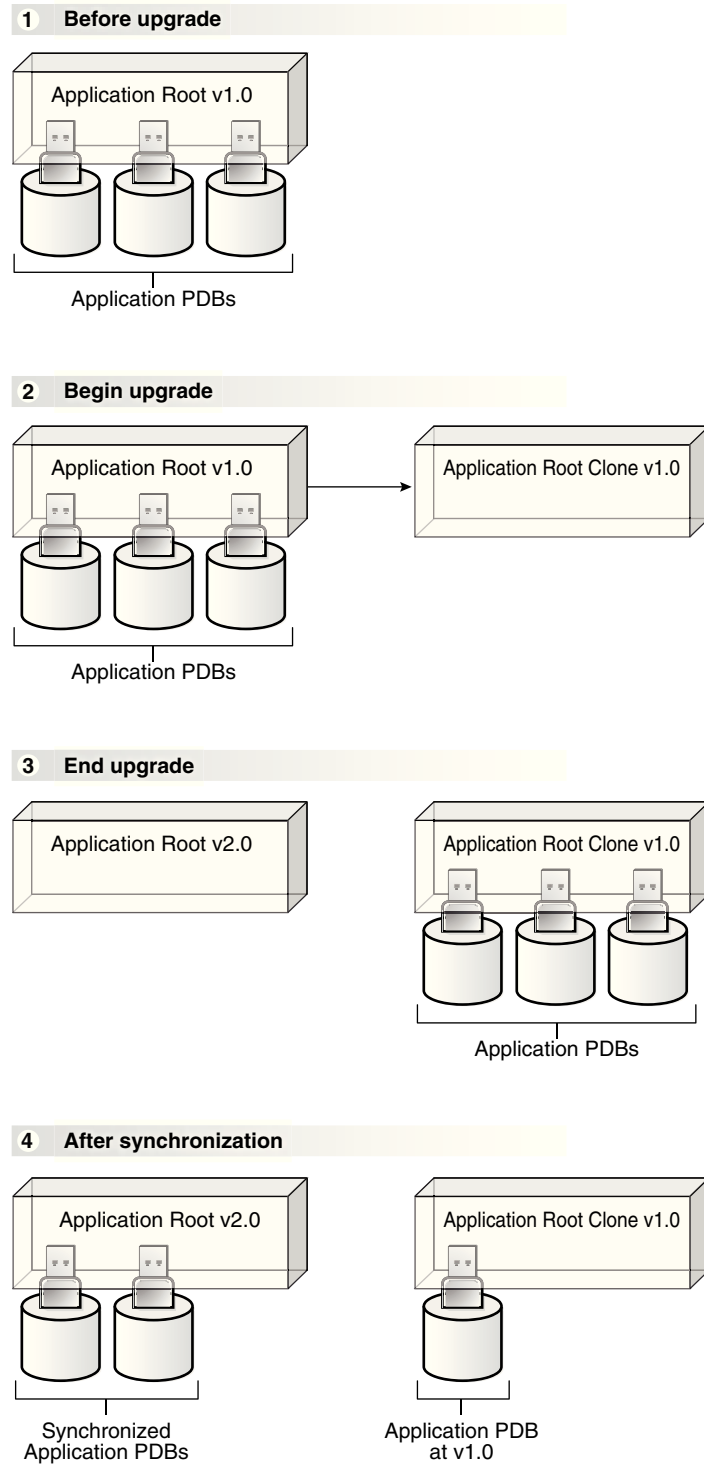 1 Before upgrade
Application Root v1.0
Application PDBs
2 Begin upgrade
Application Root v1.0
Application Root Clone v1.0
Application PDBs
3 End upgrade
Application Root v2.0
Application Root Clone v1.0
Application PDBs
4 After synchronization
Application Root v2.0
Application Root Clone v1.0
Synchronized
Application PDBs
Application PDB
at v1.0